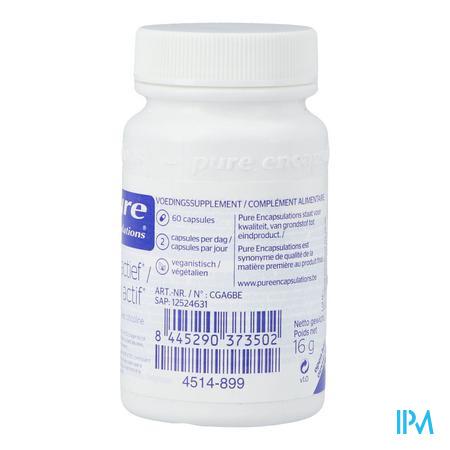 pure encaps
ure
sulations®
VOEDINGSSUPPLEMENT / COMPLÉMENT ALIMENTAIRE
60 capsules
2 capsules per dag /
capsules par jour
veganistisch /
végétalien
Pure Encapsulations staat voor
kwaliteit, van grondstof tot
eindproduct. /
Pure Encapsulations est
synonyme de qualité de la
matière première au produit fini.
www.pureencapsulations.be
actief® /
actif®
ART.-NR. / N° : CGA6BE
SAP: 12524631
8 445290 373502
4514-899
Netto gewicht
Poids net
16 g
v1.0
IPM